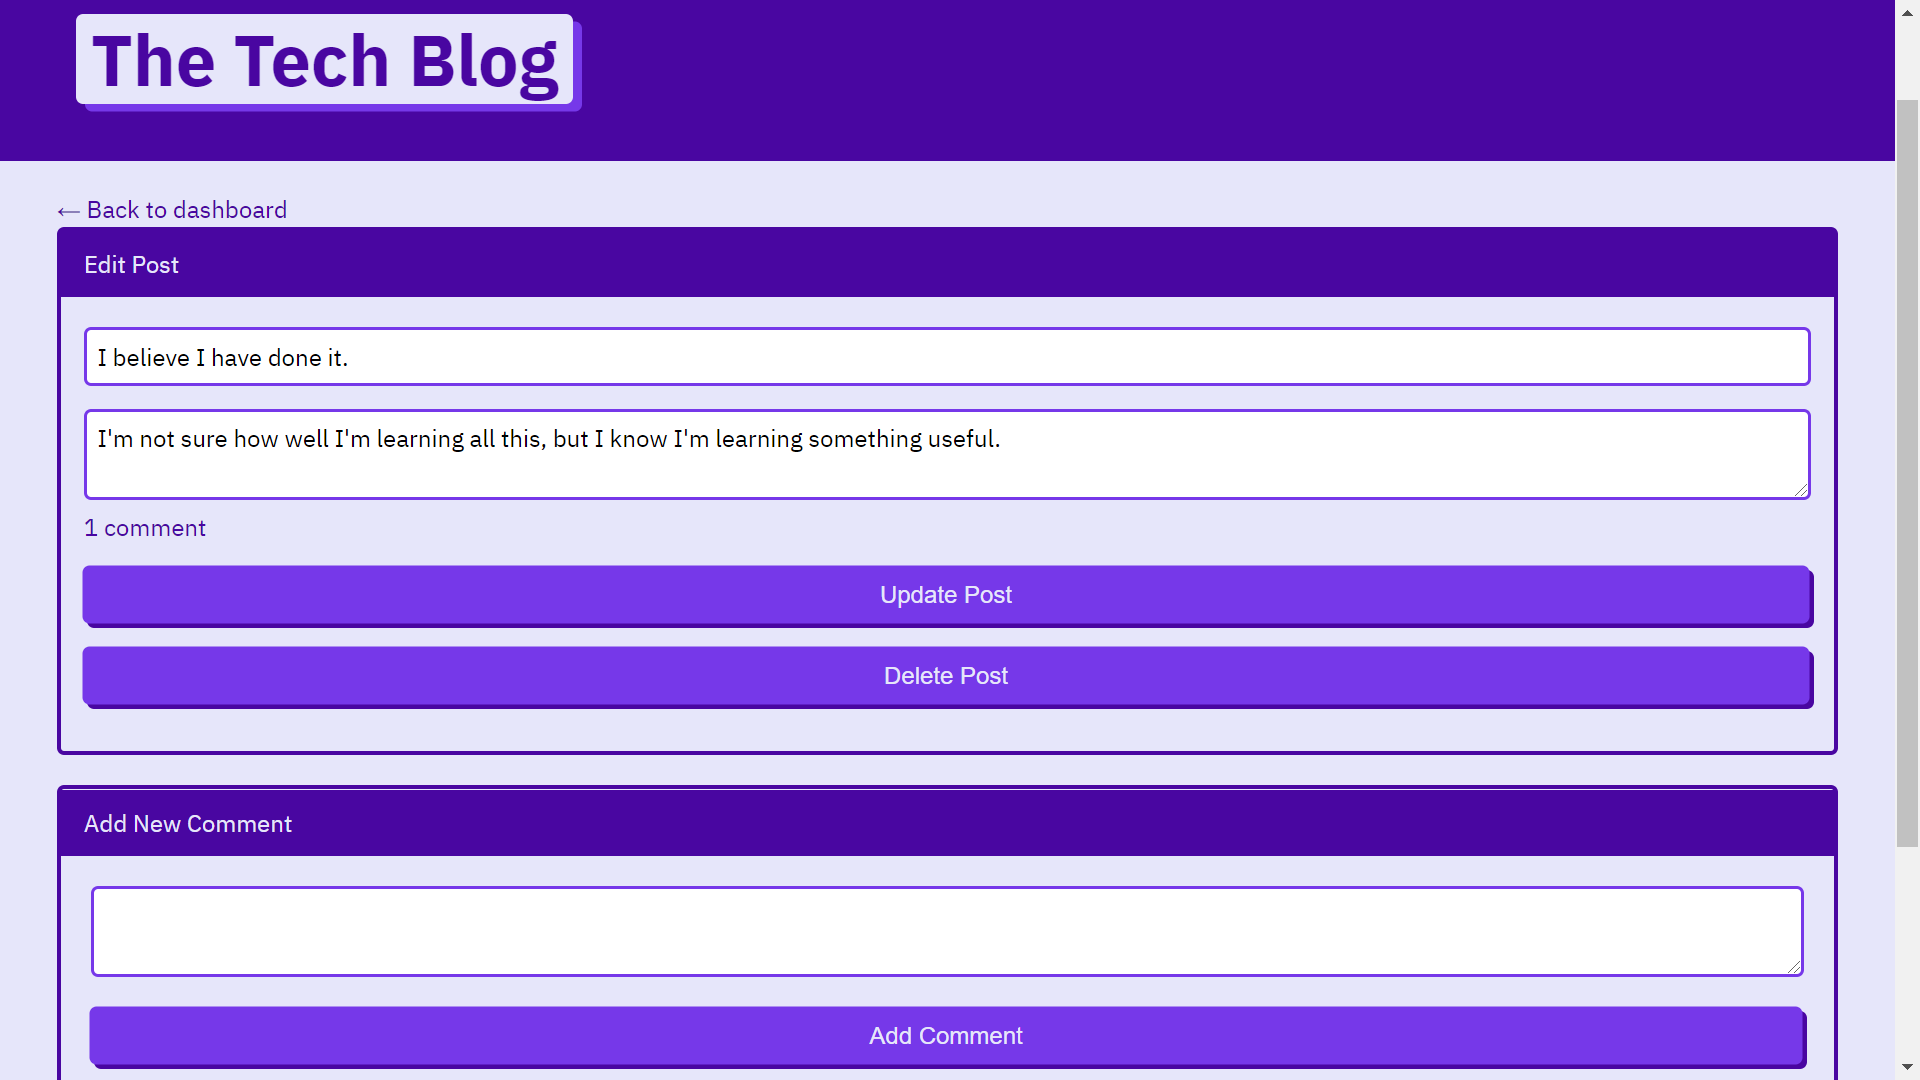 The Tech Blog
← Back to dashboard
Edit Post
I believe I have done it.
I'm not sure how well I'm learning all this, but I know I'm learning something useful.
1 comment
Update Post
Delete Post
Add New Comment
Add Comment